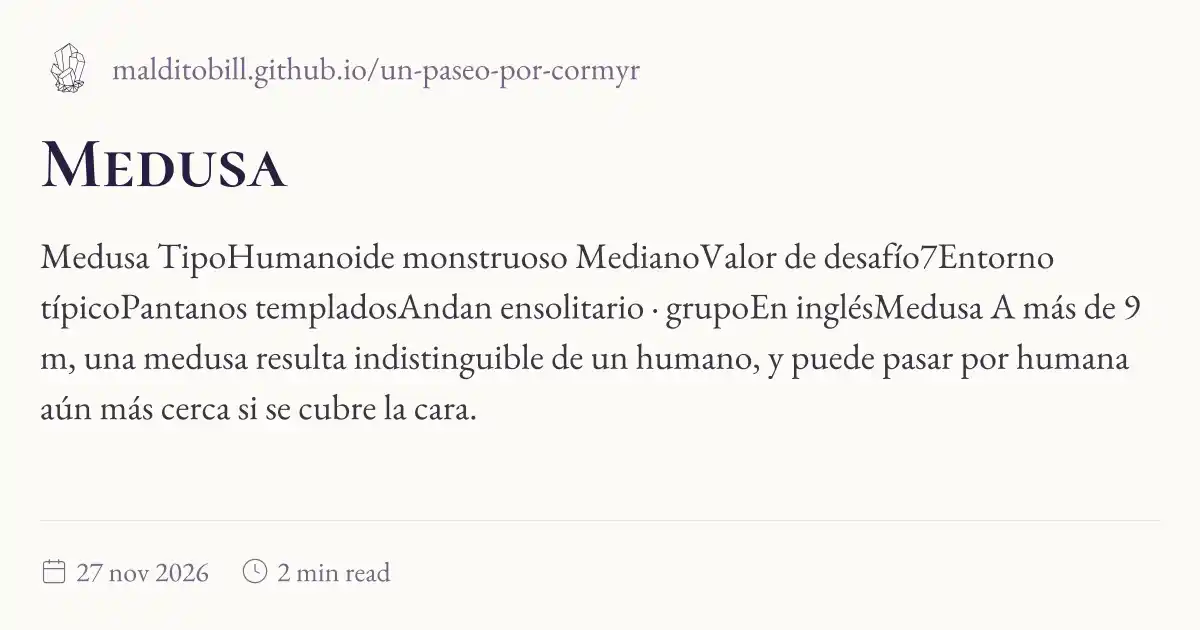 malditobill.github.io/un-paseo-por-cormyr
Medusa
Medusa TipoHumanoide monstruoso MedianoValor de desafío7Entorno
típicoPantanos templadosAndan ensolitario · grupoEn inglésMedusa A más de 9
m, una medusa resulta indistinguible de un humano, y puede pasar por humana
aún más cerca si se cubre la cara.
27 nov 2026 2 min read